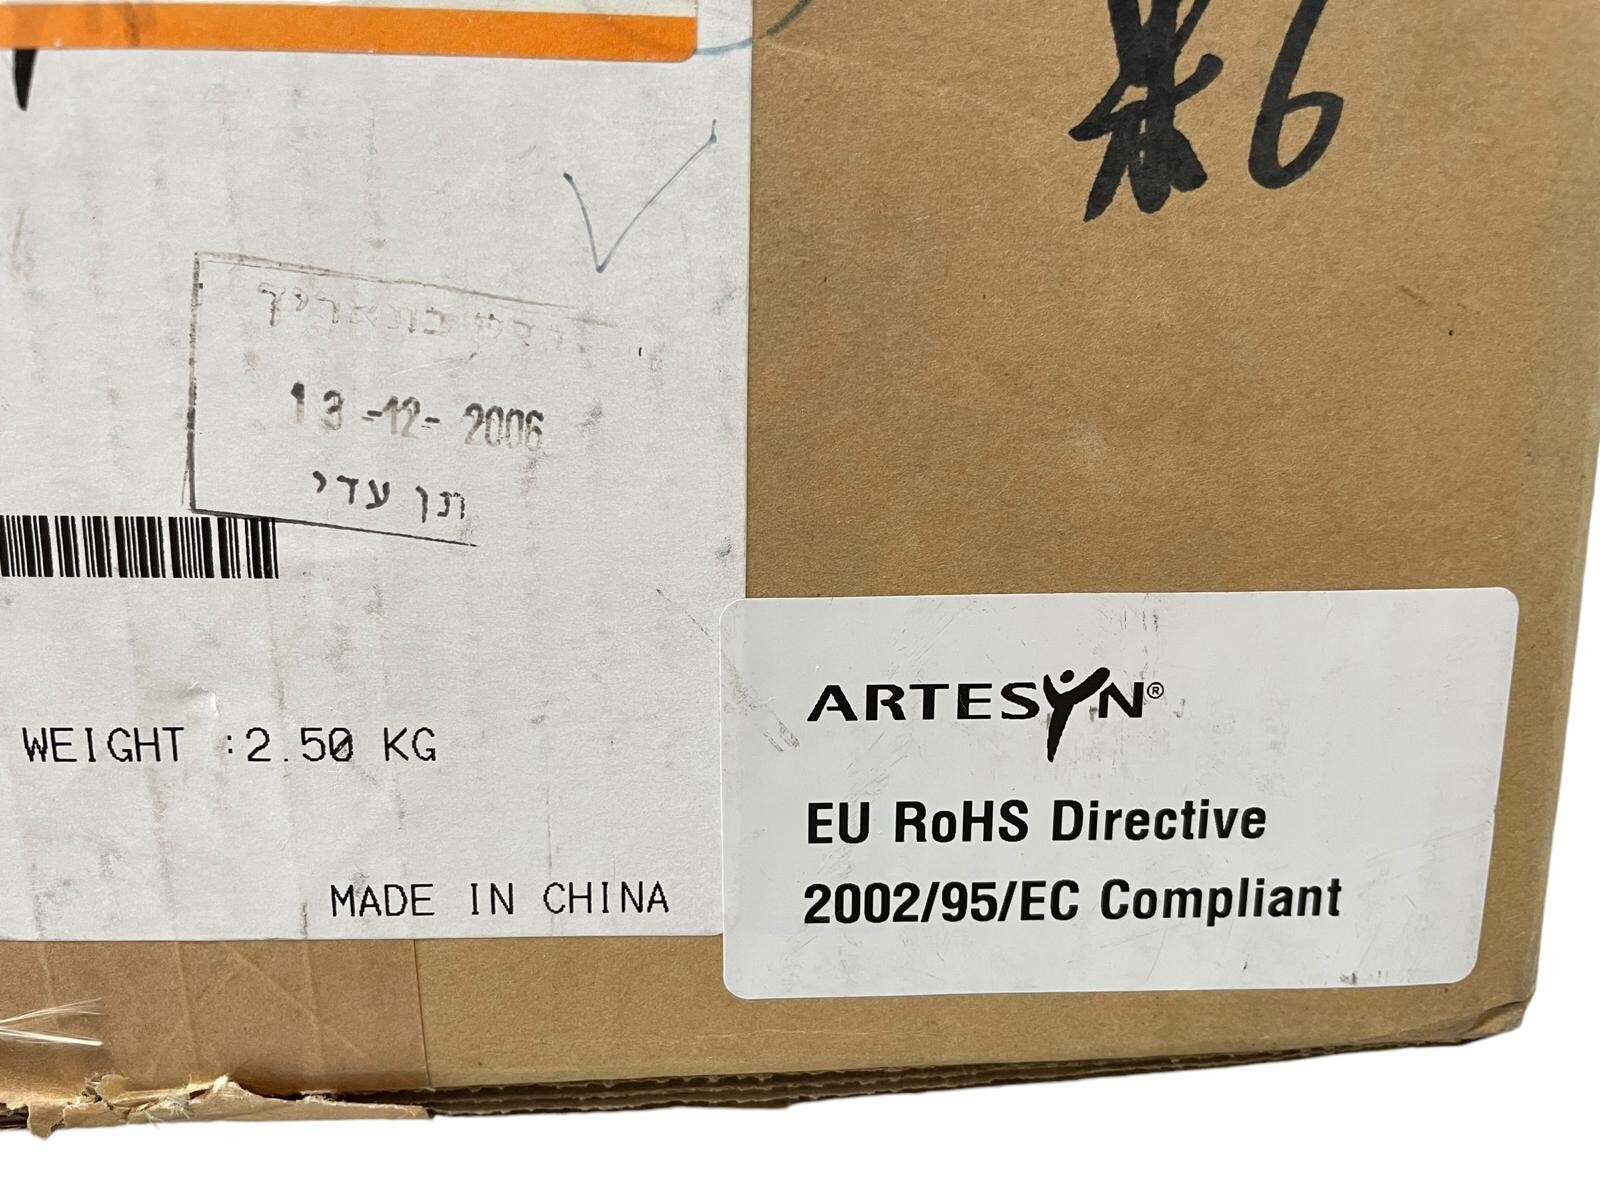 6
בתאריך
13-12-2006
תן עדי
WEIGHT :2.50 KG
MADE IN CHINA
ARTESYN®
EU RoHS Directive
2002/95/EC Compliant